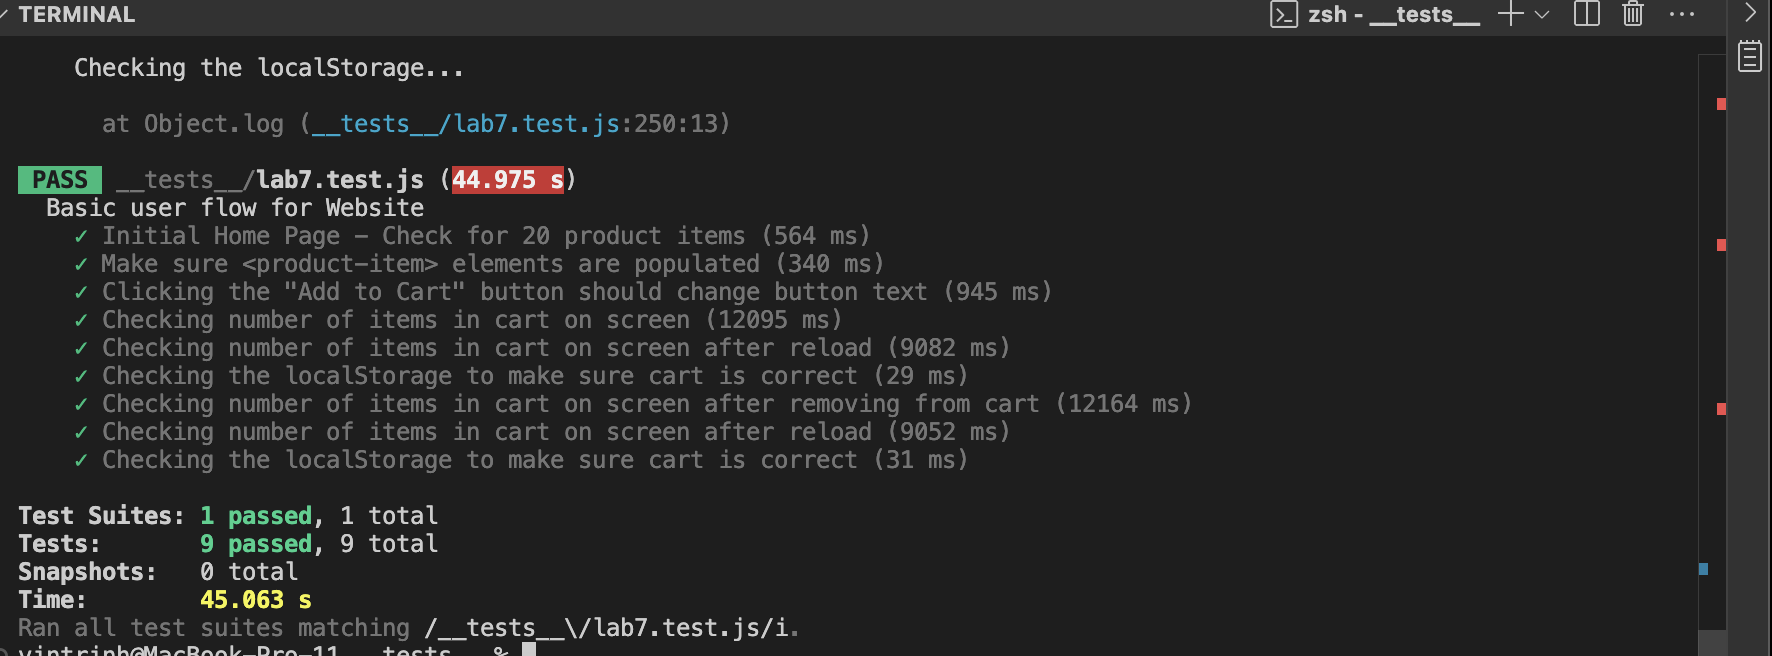 TERMINAL
zsh - __tests__
Checking the localStorage...
at Object.log (__tests__/lab7.test.js:250:13)
PASS __tests__/lab7.test.js (44.975 s)
Basic user flow for Website
✓ Initial Home Page – Check for 20 product items (564 ms)
✓ Make sure <product-item> elements are populated (340 ms)
✓ Clicking the "Add to Cart" button should change button text (945 ms)
✓ Checking number of items in cart on screen (12095 ms)
✓ Checking number of items in cart on screen after reload (9082 ms)
✓ Checking the localStorage to make sure cart is correct (29 ms)
✓ Checking number of items in cart on screen after removing from cart (12164 ms)
✓ Checking number of items in cart on screen after reload (9052 ms)
✓ Checking the localStorage to make sure cart is correct (31 ms)
Test Suites: 1 passed, 1 total
Tests: 9 passed, 9 total
Snapshots: 0 total
Time: 45.063 s
Ran all test suites matching /__tests__\/lab7.test.js/i.
vintrinh@MacBook-Pro-11 __tests__ %